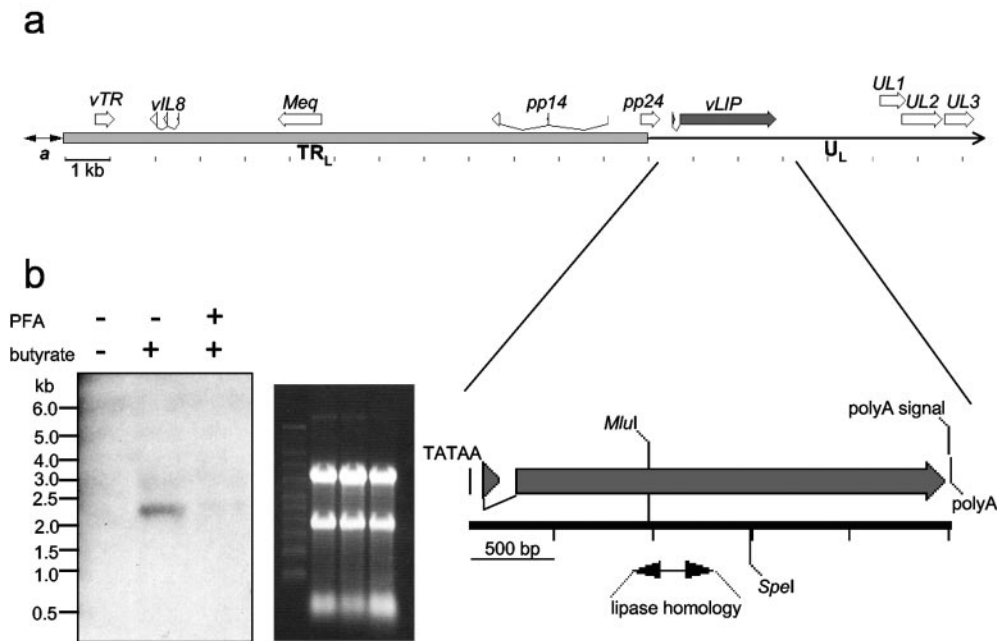 a
vTR vIL8 Meq pp14 pp24 vLIP UL1 UL2 UL3
a TRL UL
1 kb
b
PFA - - +
butyrate - + +
kb
6.0
5.0
4.0
3.0
2.5
2.0
1.5
1.0
0.5
polyA signal
MluI
TATAA
polyA
500 bp
SpeI
lipase homology